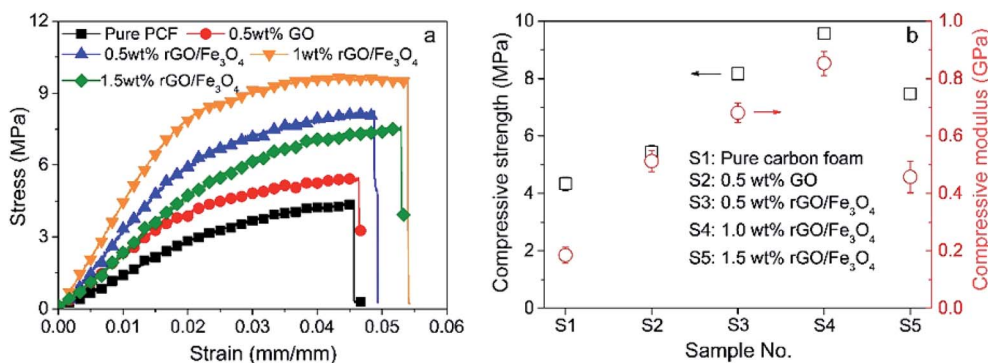 a
Pure PCF 0.5wt% GO
0.5wt% rGO/Fe₃O₄ 1wt% rGO/Fe₃O₄
1.5wt% rGO/Fe₃O₄
Stress (MPa)
12
9
6
3
0
0.00 0.01 0.02 0.03 0.04 0.05 0.06
Strain (mm/mm)
b
Compressive strength (MPa)
10
8
6
4
2
0
S1: Pure carbon foam
S2: 0.5 wt% GO
S3: 0.5 wt% rGO/Fe₃O₄
S4: 1.0 wt% rGO/Fe₃O₄
S5: 1.5 wt% rGO/Fe₃O₄
S1 S2 S3 S4 S5
Sample No.
1.0
0.8
0.6
0.4
0.2
0.0
Compressive modulus (GPa)